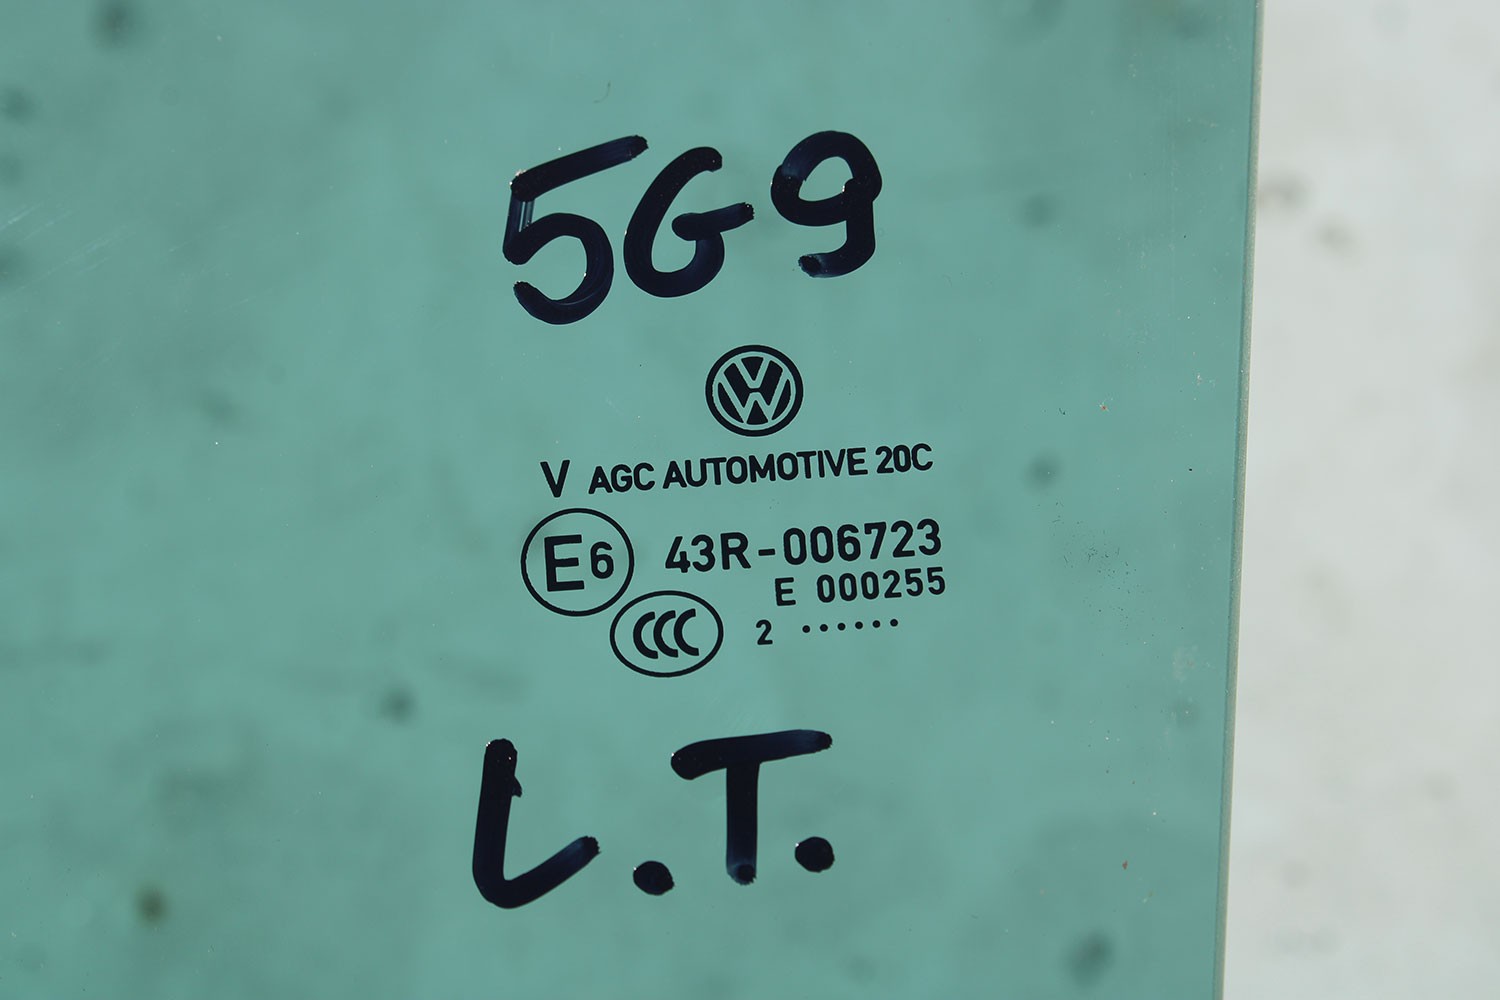 5G9
V AGC AUTOMOTIVE 20C
E6 43R-006723
E 000255
CCC 2 ······
L.T.